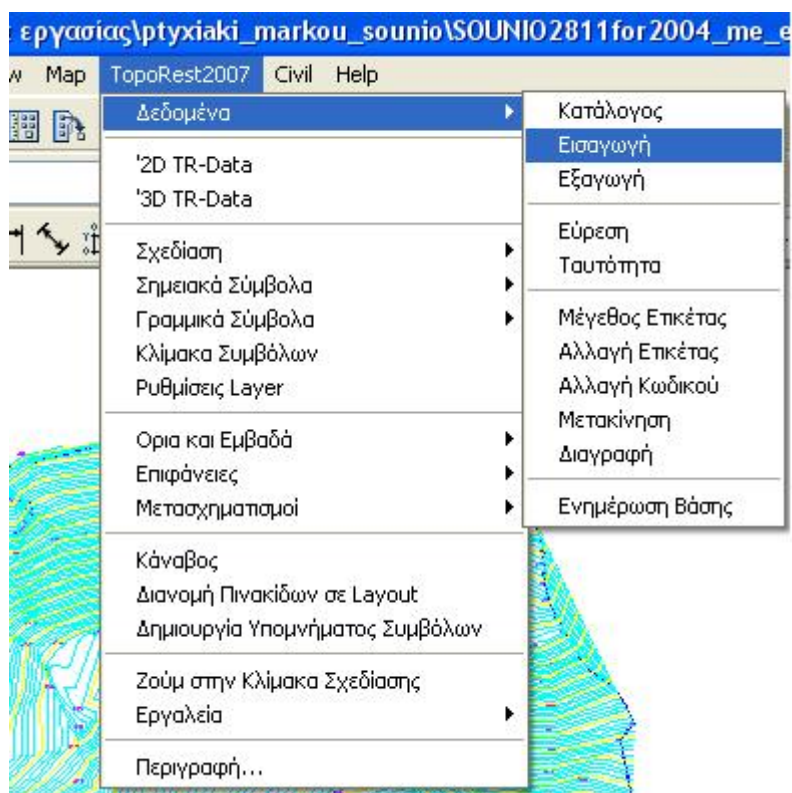 εργασίας\ptyxiaki_markou_sounio\SOUNIO2811for2004_me_e
w Map TopoRest2007 Civil Help
Δεδομένα
'2D TR-Data
'3D TR-Data
Σχεδίαση
Σημειακά Σύμβολα
Γραμμικά Σύμβολα
Κλίμακα Συμβόλων
Ρυθμίσεις Layer
Ορια και Εμβαδά
Επιφάνειες
Μετασχηματισμοί
Κάναβος
Διανομή Πινακίδων σε Layout
Δημιουργία Υπομνήματος Συμβόλων
Ζούμ στην Κλίμακα Σχεδίασης
Εργαλεία
Περιγραφή...
Κατάλογος
Εισαγωγή
Εξαγωγή
Εύρεση
Ταυτότητα
Μέγεθος Ετικέτας
Αλλαγή Ετικέτας
Αλλαγή Κωδικού
Μετακίνηση
Διαγραφή
Ενημέρωση Βάσης